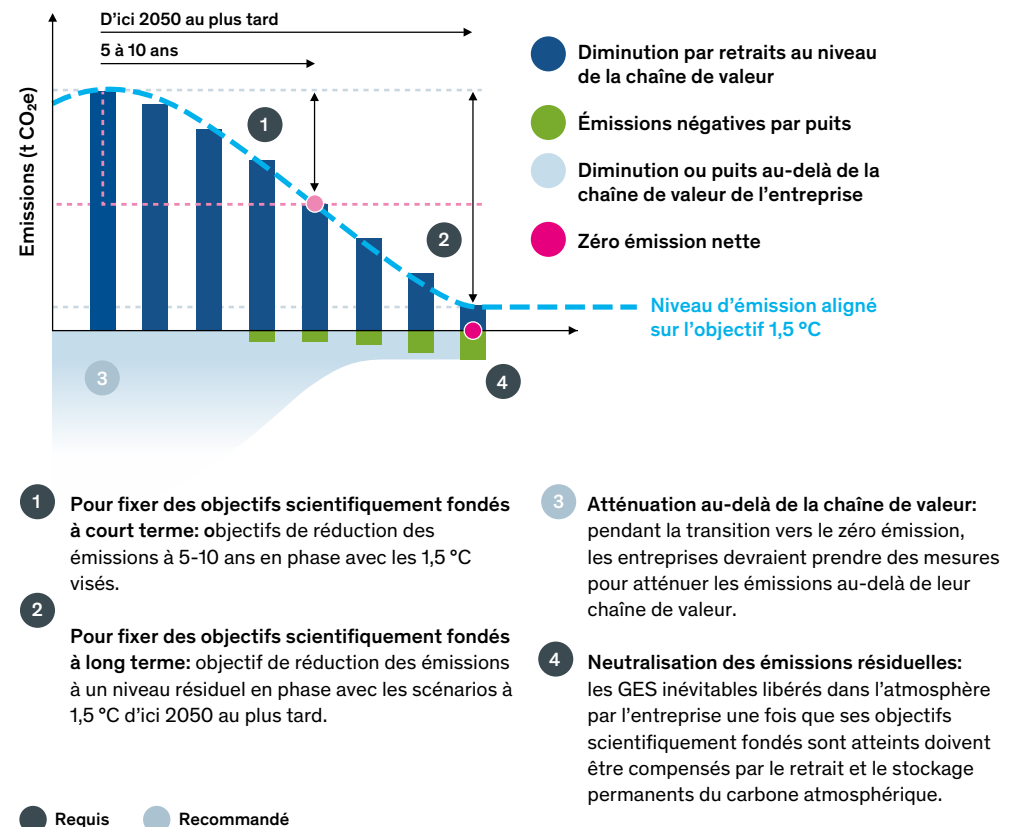 D'ici 2050 au plus tard
5 à 10 ans
Emissions (t CO₂e)
1
2
3
4
Diminution par retraits au niveau
de la chaîne de valeur
Émissions négatives par puits
Diminution ou puits au-delà de la
chaîne de valeur de l'entreprise
Zéro émission nette
Niveau d'émission aligné
sur l'objectif 1,5 °C
1
Pour fixer des objectifs scientifiquement fondés
à court terme: objectifs de réduction des
émissions à 5-10 ans en phase avec les 1,5 °C
visés.
2
Pour fixer des objectifs scientifiquement fondés
à long terme: objectif de réduction des émissions
à un niveau résiduel en phase avec les scénarios à
1,5 °C d'ici 2050 au plus tard.
3
Atténuation au-delà de la chaîne de valeur:
pendant la transition vers le zéro émission,
les entreprises devraient prendre des mesures
pour atténuer les émissions au-delà de leur
chaîne de valeur.
4
Neutralisation des émissions résiduelles:
les GES inévitables libérés dans l'atmosphère
par l'entreprise une fois que ses objectifs
scientifiquement fondés sont atteints doivent
être compensés par le retrait et le stockage
permanents du carbone atmosphérique.
Requis
Recommandé